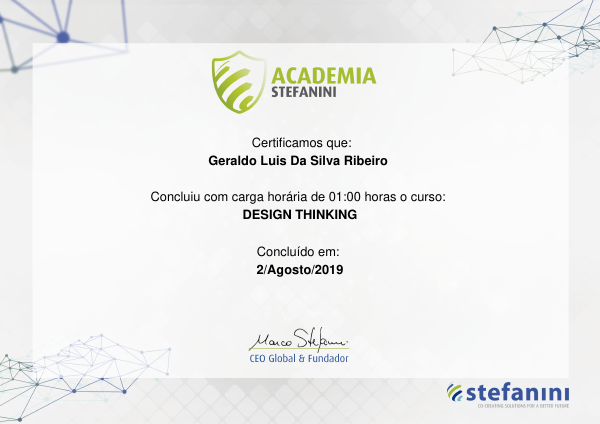 ACADEMIA
STEFANINI
Certificamos que:
Geraldo Luis Da Silva Ribeiro
Concluiu com carga horária de 01:00 horas o curso:
DESIGN THINKING
Concluído em:
2/Agosto/2019
Marco Stefanini
CEO Global & Fundador
stefanini
CO-CREATING SOLUTIONS FOR A BETTER FUTURE